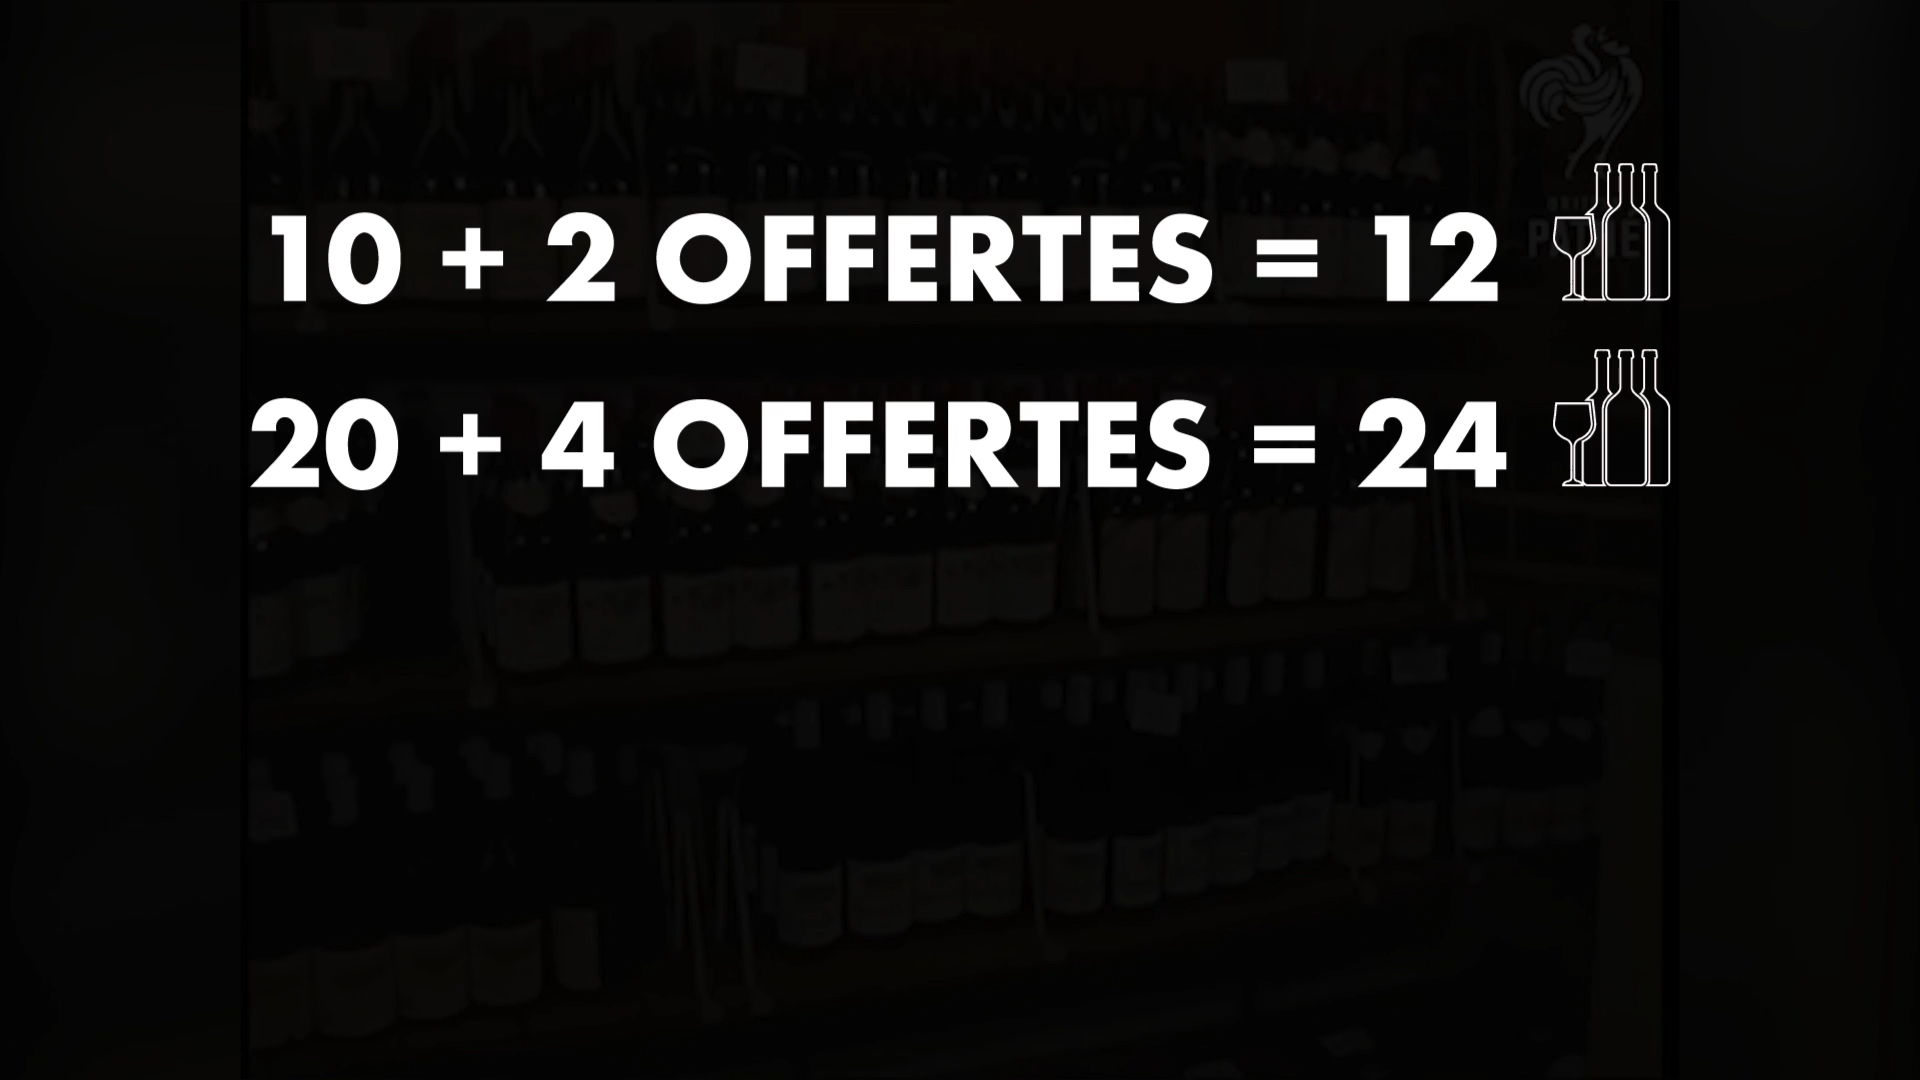 10 + 2 OFFERTES = 12
20 + 4 OFFERTES = 24